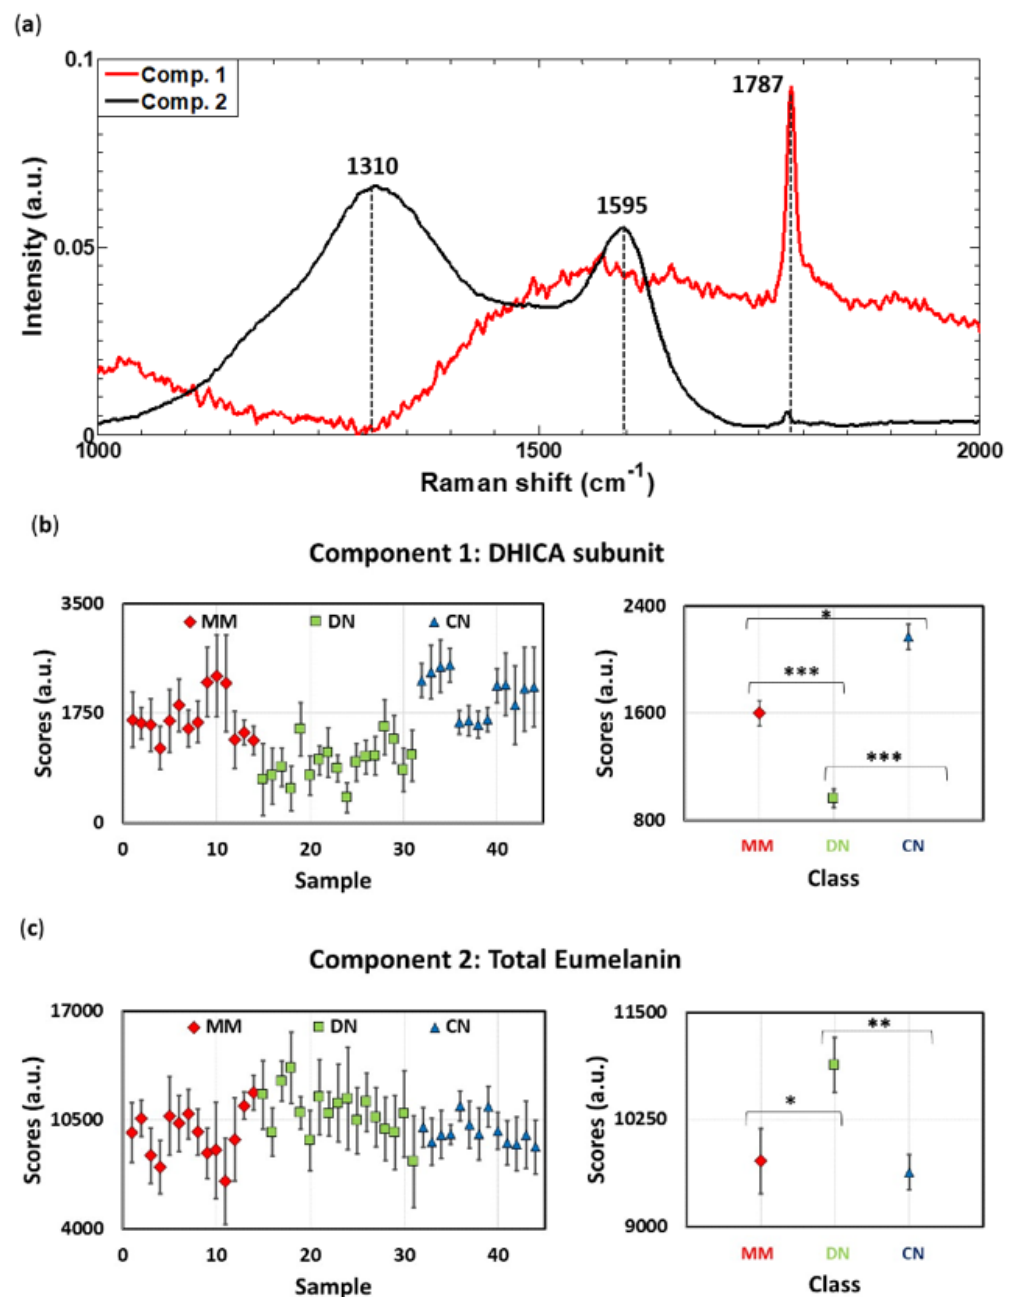 (a)
0.1
Comp. 1
Comp. 2
1787
1310
1595
Intensity (a.u.)
0.05
0
1000
1500
2000
Raman shift (cm-1)
(b)
Component 1: DHICA subunit
3500
MM
DN
CN
Scores (a.u.)
1750
0
0
10
20
30
40
Sample
2400
*
***
Scores (a.u.)
1600
***
800
MM
DN
CN
Class
(c)
Component 2: Total Eumelanin
17000
MM
DN
CN
Scores (a.u.)
10500
4000
0
10
20
30
40
Sample
11500
**
Scores (a.u.)
10250
*
9000
MM
DN
CN
Class